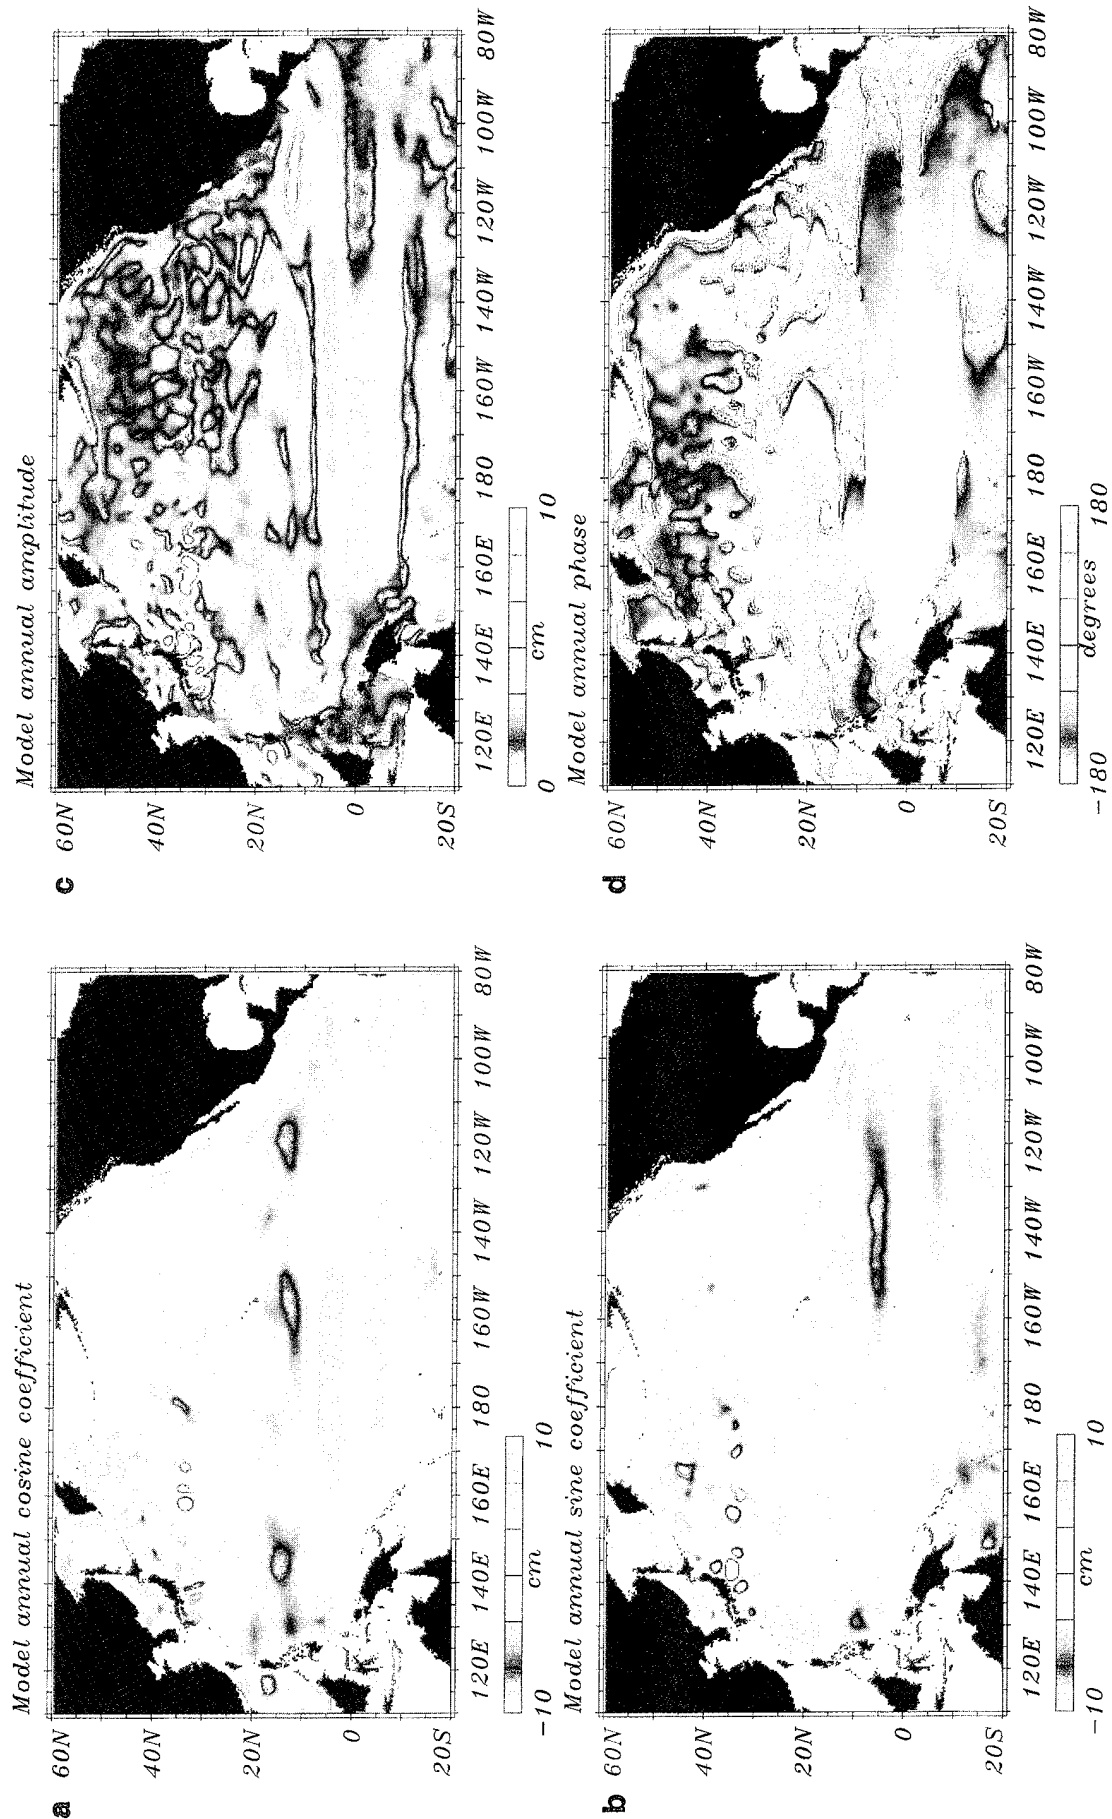 a
Model annual cosine coefficient
60N
40N
20N
0
20S
120E 140E 160E 180 160W 140W 120W 100W 80W
-10 cm 10
b
Model annual sine coefficient
60N
40N
20N
0
20S
120E 140E 160E 180 160W 140W 120W 100W 80W
-10 cm 10
c
Model annual amplitude
60N
40N
20N
0
20S
120E 140E 160E 180 160W 140W 120W 100W 80W
0 cm 10
d
Model annual phase
60N
40N
20N
0
20S
120E 140E 160E 180 160W 140W 120W 100W 80W
-180 degrees 180